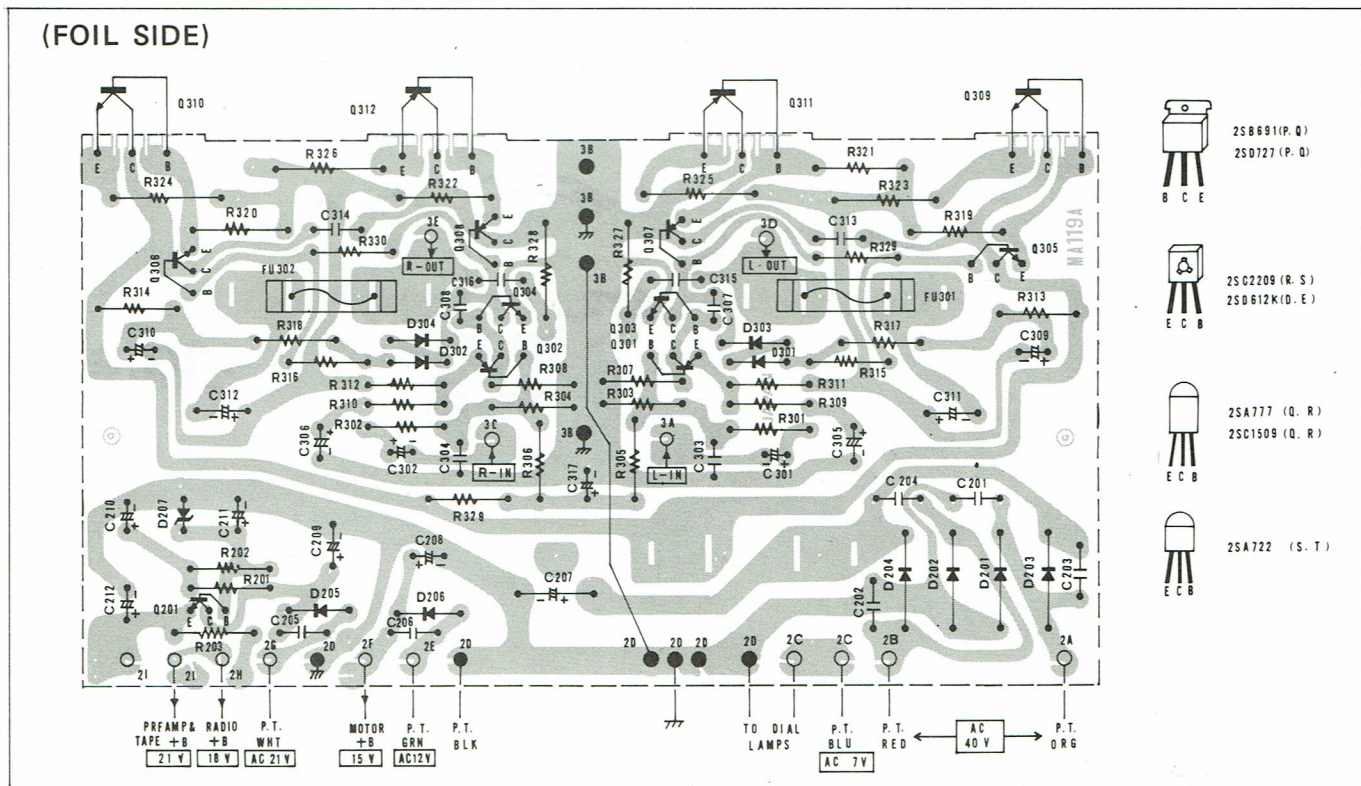 (FOIL SIDE)
Q310
Q312
Q311
Q309
2SB691(P.Q)
2SD727(P.Q)
B C E
E C B
E C B
E C B
E C B
3B
R326
R321
R324
R322
R325
R323
3B
R320
C314
3E
Q308
E
C
B
R328
R327
Q307
E
C
B
3D
C313
R319
MA119A
Q306
E
C
B
R330
R-OUT
L-OUT
R329
Q305
B C E
FU302
C316
3B
C315
FU301
2SC2209(R.S)
2SD612K(D.E)
E C B
R314
C308
Q304
B C E
Q303
E C B
C307
R313
C310
+ -
R318
D304
D303
R317
C309
- +
D302
E C B
Q302
Q301
B C E
D301
R316
R308
R307
R315
R312
R311
C312
- +
R310
R304
R303
R309
C311
- +
2SA777 (Q.R)
2SC1509 (Q.R)
E C B
R302
3C
3B
3A
R301
C306
C302
C304
R-IN
R306
C317
R305
L-IN
C303
C301
C305
R329
C204
C201
C210
D207
C211
C209
C208
2SA722 (S.T)
E C B
R202
R201
C207
- +
D204
D202
D201
D203
C203
C212
Q201
E C B
D205
D206
C202
R203
C205
C206
2I
2I
2H
2G
2D
2F
2E
2D
2D
2D
2D
2D
2C
2C
2B
2A
PREAMP & TAPE +B
21 V
RADIO +B
18 V
P.T. WHT
AC 21V
MOTOR +B
15 V
P.T. GRN
AC12V
P.T. BLK
TO DIAL LAMPS
P.T. BLU
AC 7V
P.T. RED
AC 40 V
P.T. ORG